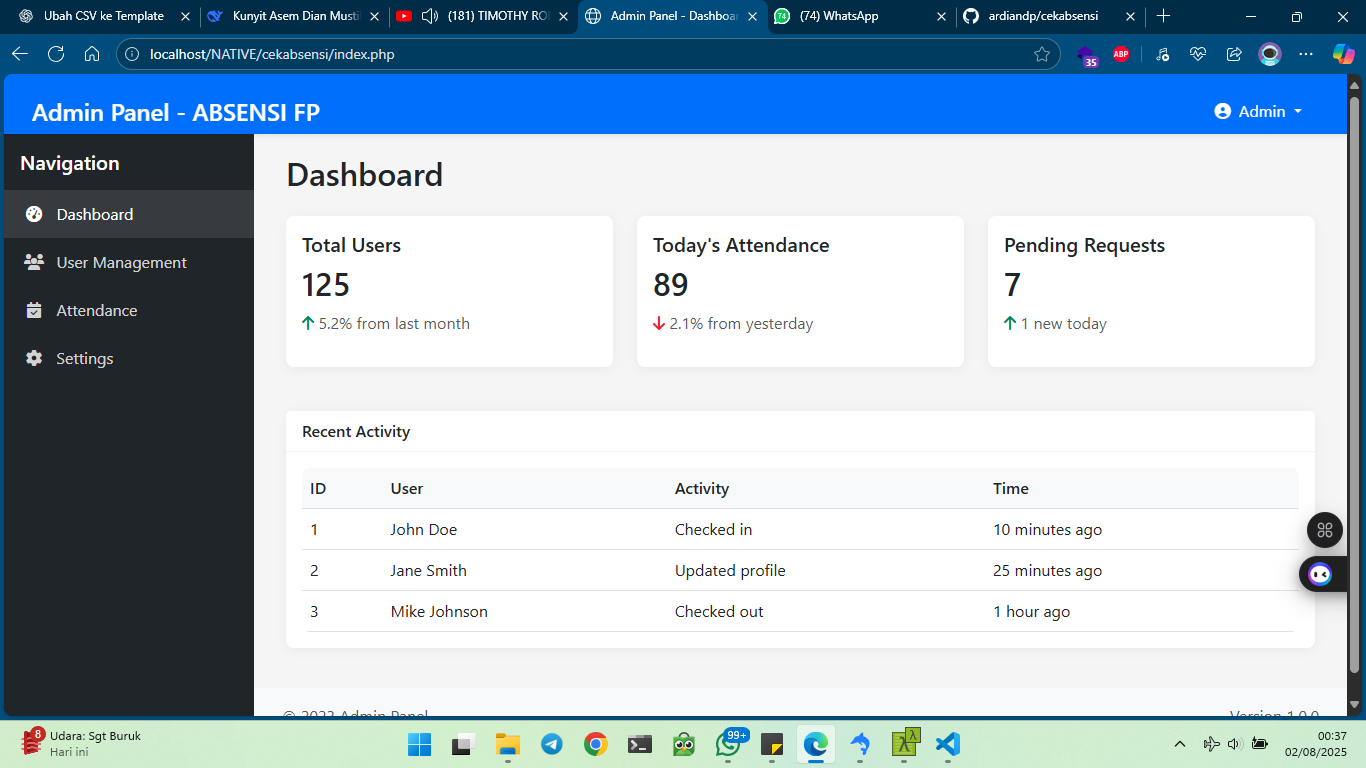 Ubah CSV ke Template
Kunyit Asem Dian Musti
(181) TIMOTHY RO
Admin Panel - Dashboar
74
(74) WhatsApp
ardiandp/cekabsensi
localhost/NATIVE/cekabsensi/index.php
35
ABP
Admin Panel - ABSENSI FP
Admin
Navigation
Dashboard
User Management
Attendance
Settings
Dashboard
Total Users
125
5.2% from last month
Today's Attendance
89
2.1% from yesterday
Pending Requests
7
1 new today
Recent Activity
ID User Activity Time
1 John Doe Checked in 10 minutes ago
2 Jane Smith Updated profile 25 minutes ago
3 Mike Johnson Checked out 1 hour ago
© 2023 Admin Panel
Version 1.0.0
8
Udara: Sgt Buruk
Hari ini
99+
00:37
02/08/2025